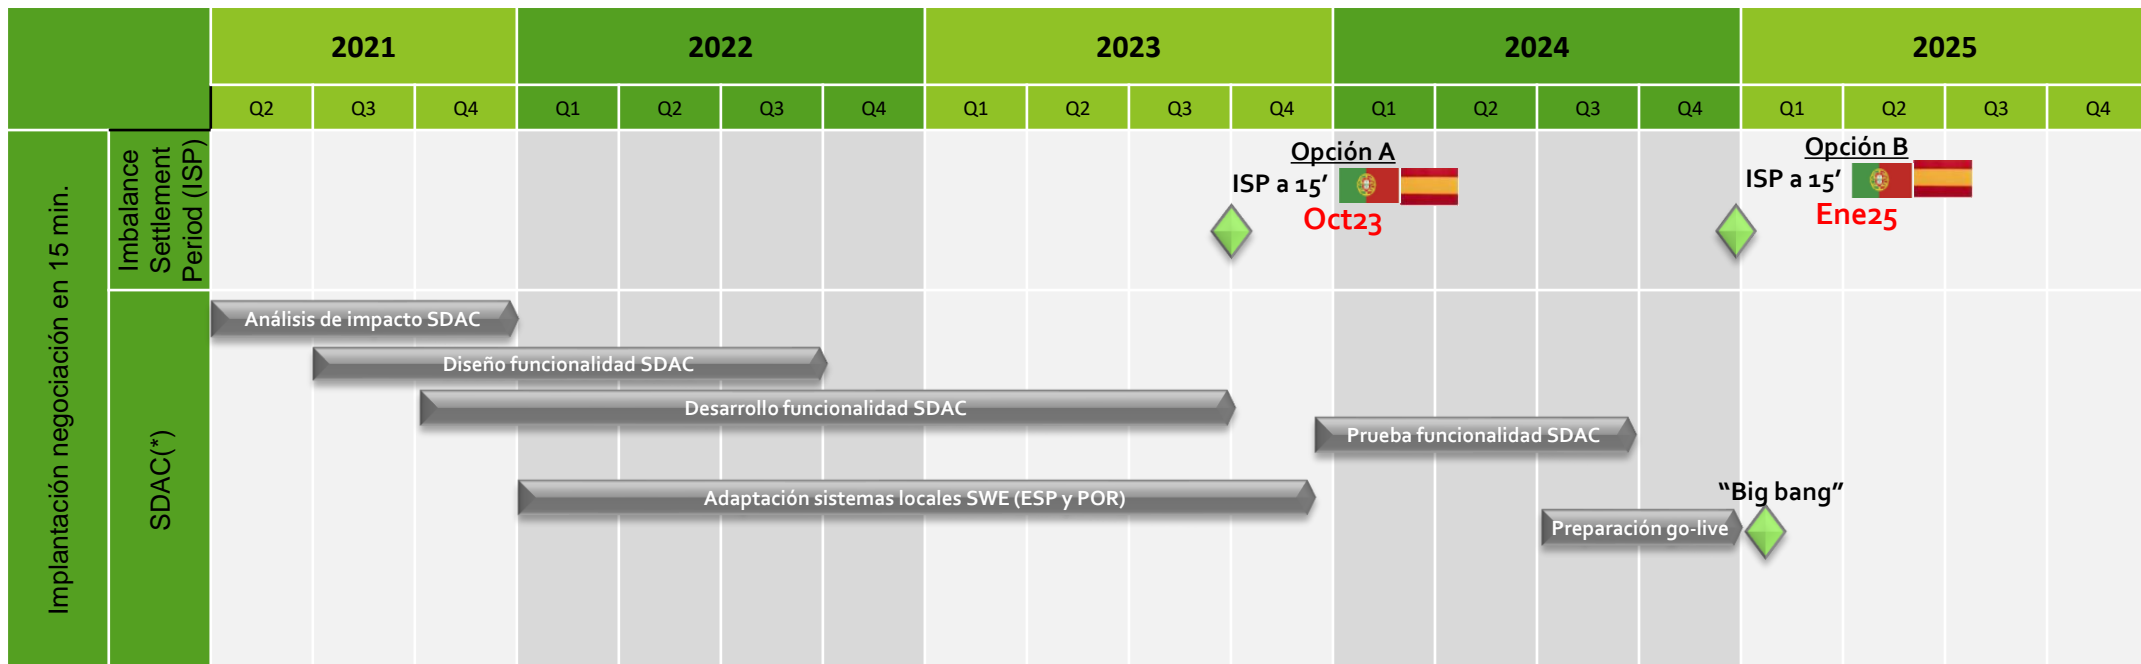 2021
2022
2023
2024
2025
Q2
Q3
Q4
Q1
Q2
Q3
Q4
Q1
Q2
Q3
Q4
Q1
Q2
Q3
Q4
Q1
Q2
Q3
Q4
Implantación negociación en 15 min.
Imbalance
Settlement
Period (ISP)
Opción A
ISP a 15’
Oct23
Opción B
ISP a 15’
Ene25
SDAC(*)
Análisis de impacto SDAC
Diseño funcionalidad SDAC
Desarrollo funcionalidad SDAC
Prueba funcionalidad SDAC
Adaptación sistemas locales SWE (ESP y POR)
“Big bang”
Preparación go-live